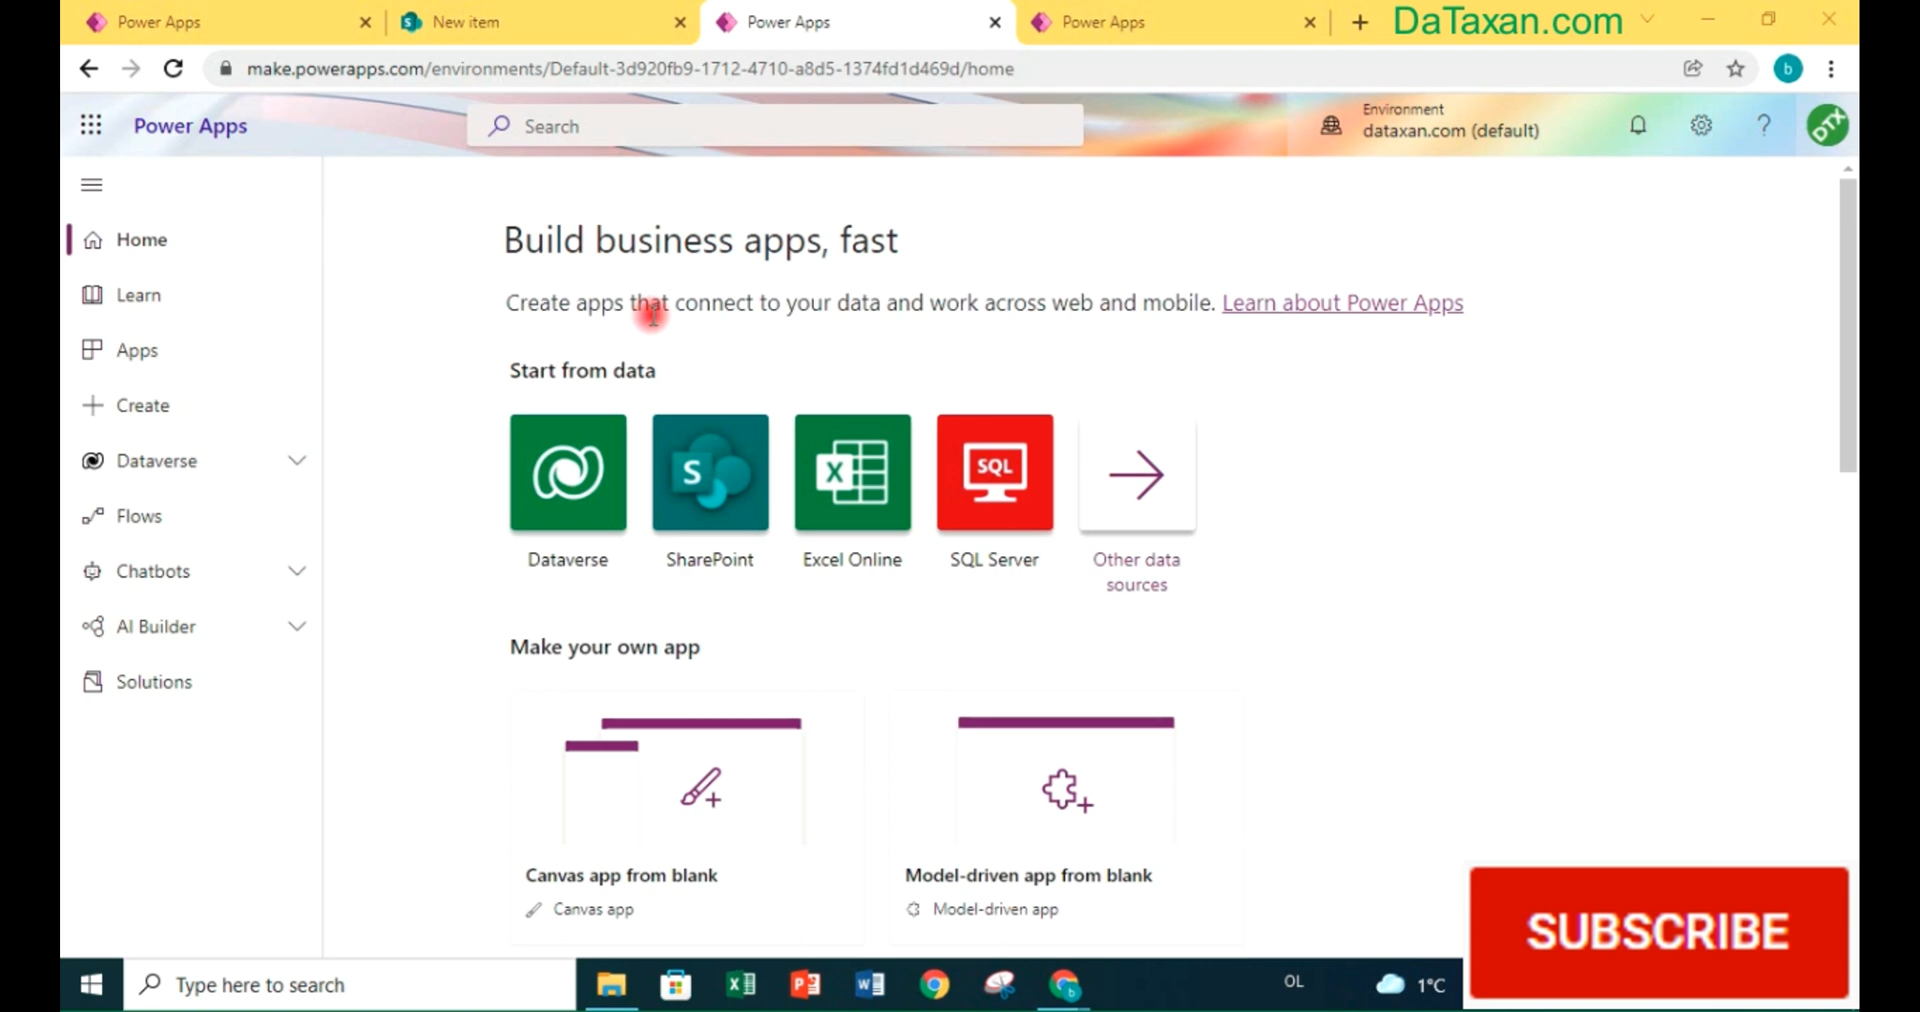 Power Apps
New item
Power Apps
Power Apps
DaTaxan.com
make.powerapps.com/environments/Default-3d920fb9-1712-4710-a8d5-1374fd1d469d/home
b
Power Apps
Search
Environment
dataxan.com (default)
?
DTX
Home
Learn
Apps
Create
Dataverse
Flows
Chatbots
AI Builder
Solutions
Build business apps, fast
Create apps that connect to your data and work across web and mobile. Learn about Power Apps
Start from data
S
X
SQL
Dataverse
SharePoint
Excel Online
SQL Server
Other data
sources
Make your own app
Canvas app from blank
Canvas app
Model-driven app from blank
Model-driven app
SUBSCRIBE
Type here to search
OL
1°C